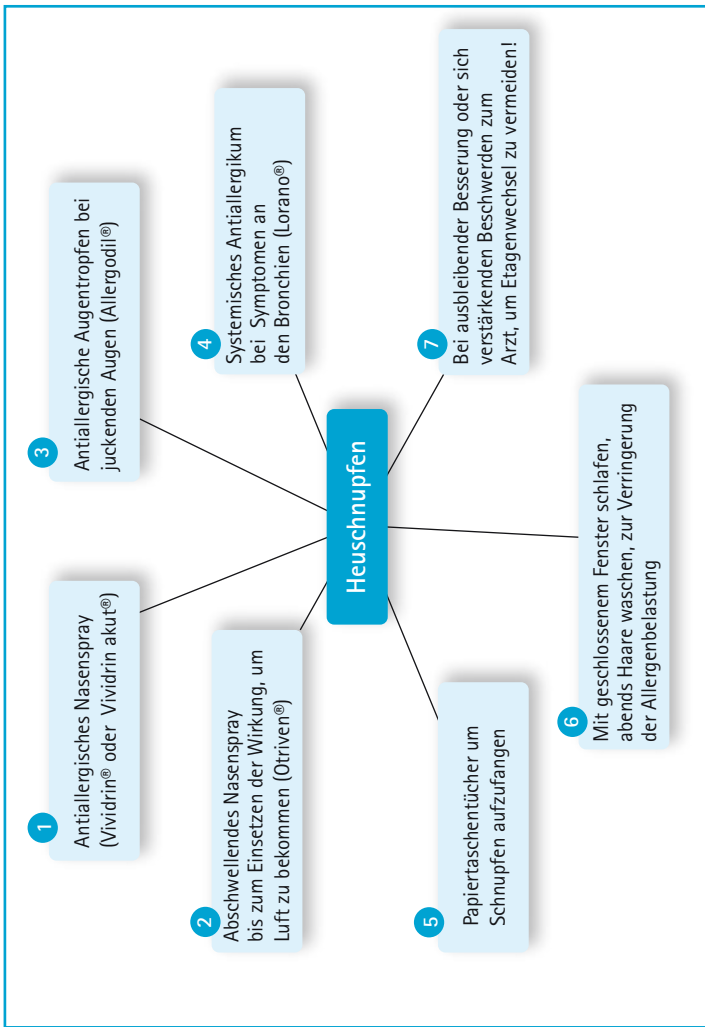 1
Antiallergisches Nasenspray
(Vividrin® oder Vividrin akut®)
2
Abschwellendes Nasenspray
bis zum Einsetzen der Wirkung, um
Luft zu bekommen (Otriven®)
3
Antiallergische Augentropfen bei
juckenden Augen (Allergodil®)
4
Systemisches Antiallergikum
bei Symptomen an
den Bronchien (Lorano®)
Heuschnupfen
5
Papiertaschentücher um
Schnupfen aufzufangen
6
Mit geschlossenem Fenster schlafen,
abends Haare waschen, zur Verringerung
der Allergenbelastung
7
Bei ausbleibender Besserung oder sich
verstärkenden Beschwerden zum
Arzt, um Etagenwechsel zu vermeiden!